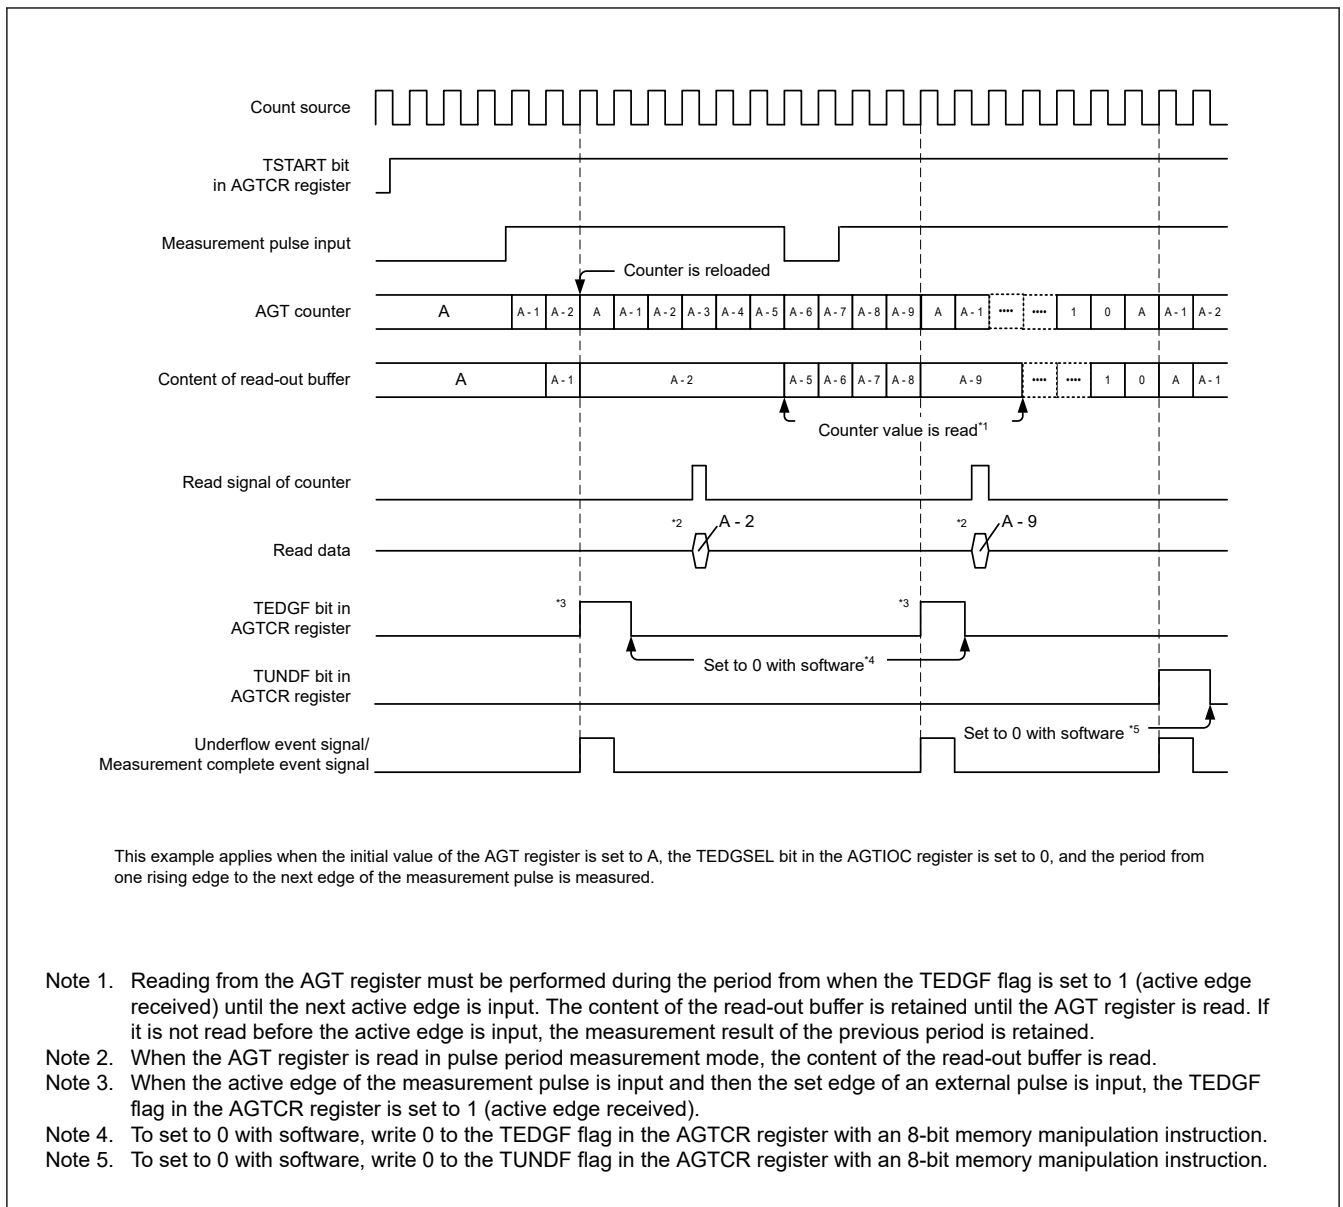 Count source
TSTART bit
in AGTCR register
Measurement pulse input
Counter is reloaded
AGT counter
A A - 1 A - 2 A A - 1 A - 2 A - 3 A - 4 A - 5 A - 6 A - 7 A - 8 A - 9 A A - 1 •••• •••• 1 0 A A - 1 A - 2
Content of read-out buffer
A A - 1 A - 2 A - 5 A - 6 A - 7 A - 8 A - 9 •••• •••• 1 0 A A - 1
Counter value is read*1
Read signal of counter
*2 A - 2 *2 A - 9
Read data
TEDGF bit in
AGTCR register
*3 *3
Set to 0 with software*4
TUNDF bit in
AGTCR register
Set to 0 with software *5
Underflow event signal/
Measurement complete event signal
This example applies when the initial value of the AGT register is set to A, the TEDGSEL bit in the AGTIOC register is set to 0, and the period from
one rising edge to the next edge of the measurement pulse is measured.
Note 1. Reading from the AGT register must be performed during the period from when the TEDGF flag is set to 1 (active edge
received) until the next active edge is input. The content of the read-out buffer is retained until the AGT register is read. If
it is not read before the active edge is input, the measurement result of the previous period is retained.
Note 2. When the AGT register is read in pulse period measurement mode, the content of the read-out buffer is read.
Note 3. When the active edge of the measurement pulse is input and then the set edge of an external pulse is input, the TEDGF
flag in the AGTCR register is set to 1 (active edge received).
Note 4. To set to 0 with software, write 0 to the TEDGF flag in the AGTCR register with an 8-bit memory manipulation instruction.
Note 5. To set to 0 with software, write 0 to the TUNDF flag in the AGTCR register with an 8-bit memory manipulation instruction.